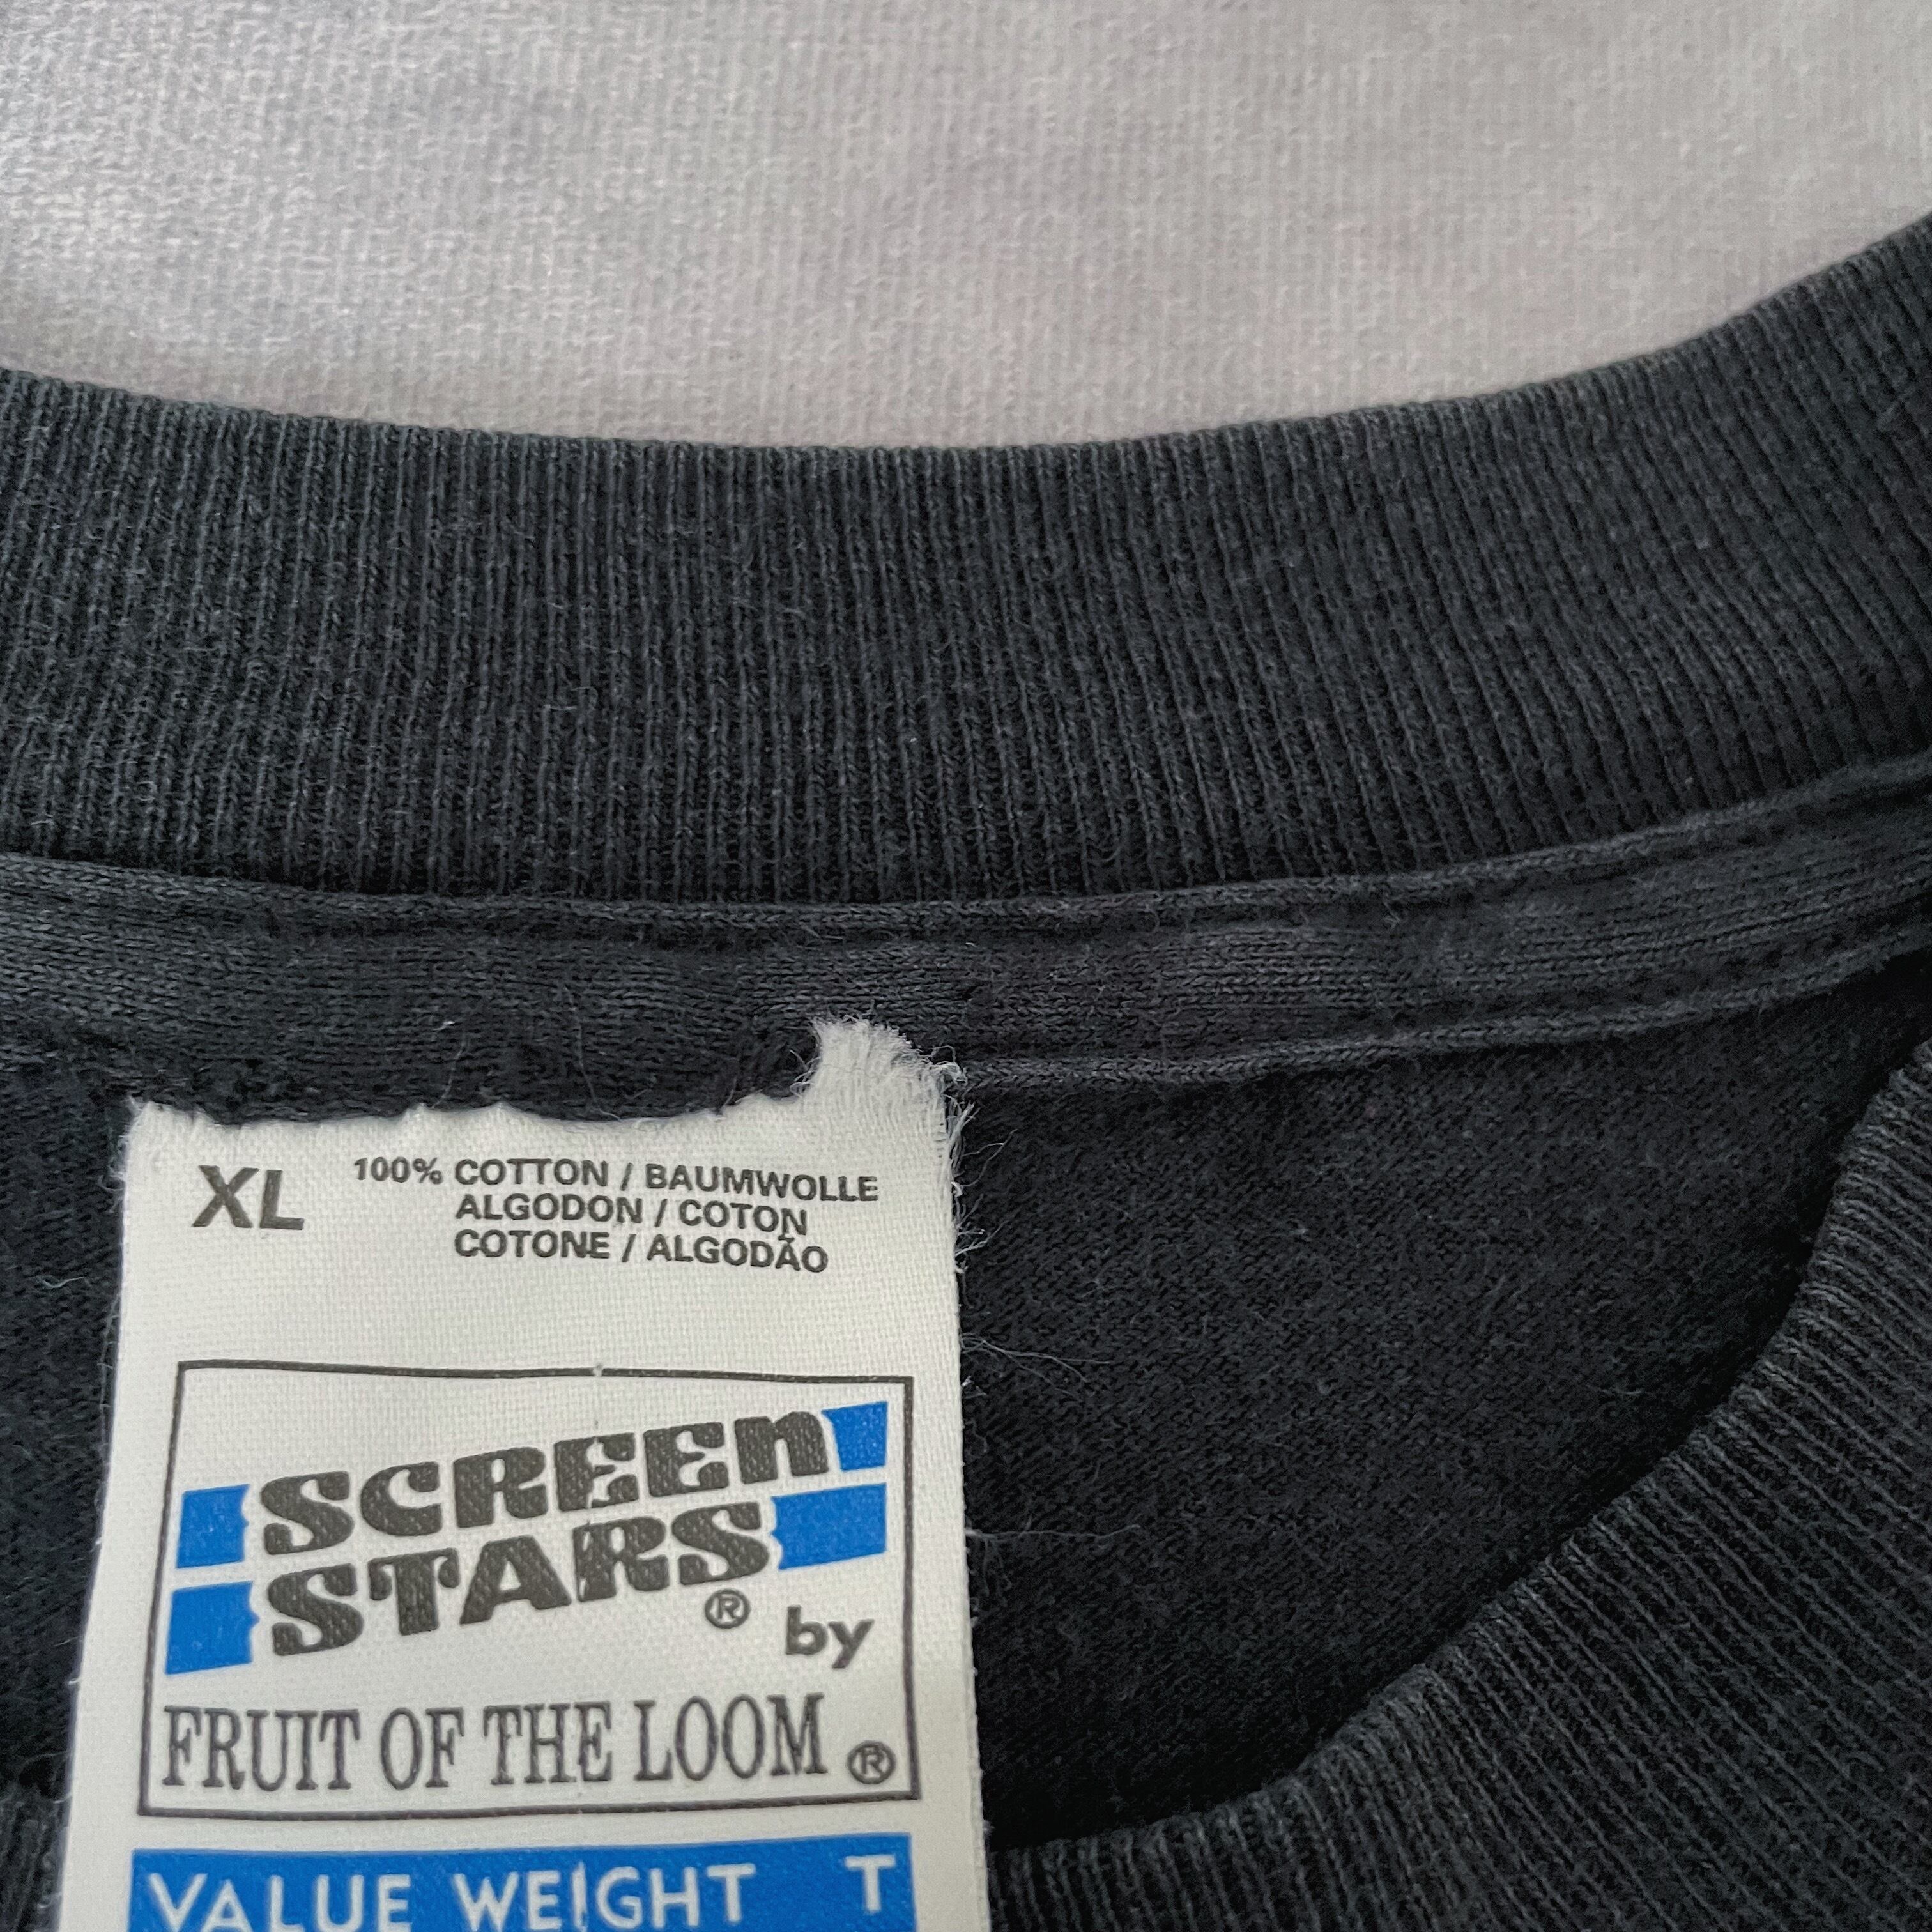 XL
100% COTTON / BAUMWOLLE
ALGODON / COTON
COTONE / ALGODÃO
SCREEN
STARS
® by
FRUIT OF THE LOOM ®
VALUE WEIGHT T